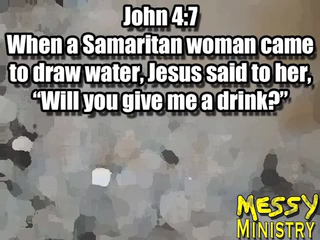 John 4:7
When a Samaritan woman came
to draw water, Jesus said to her,
“Will you give me a drink?”
MESSY
MINISTRY